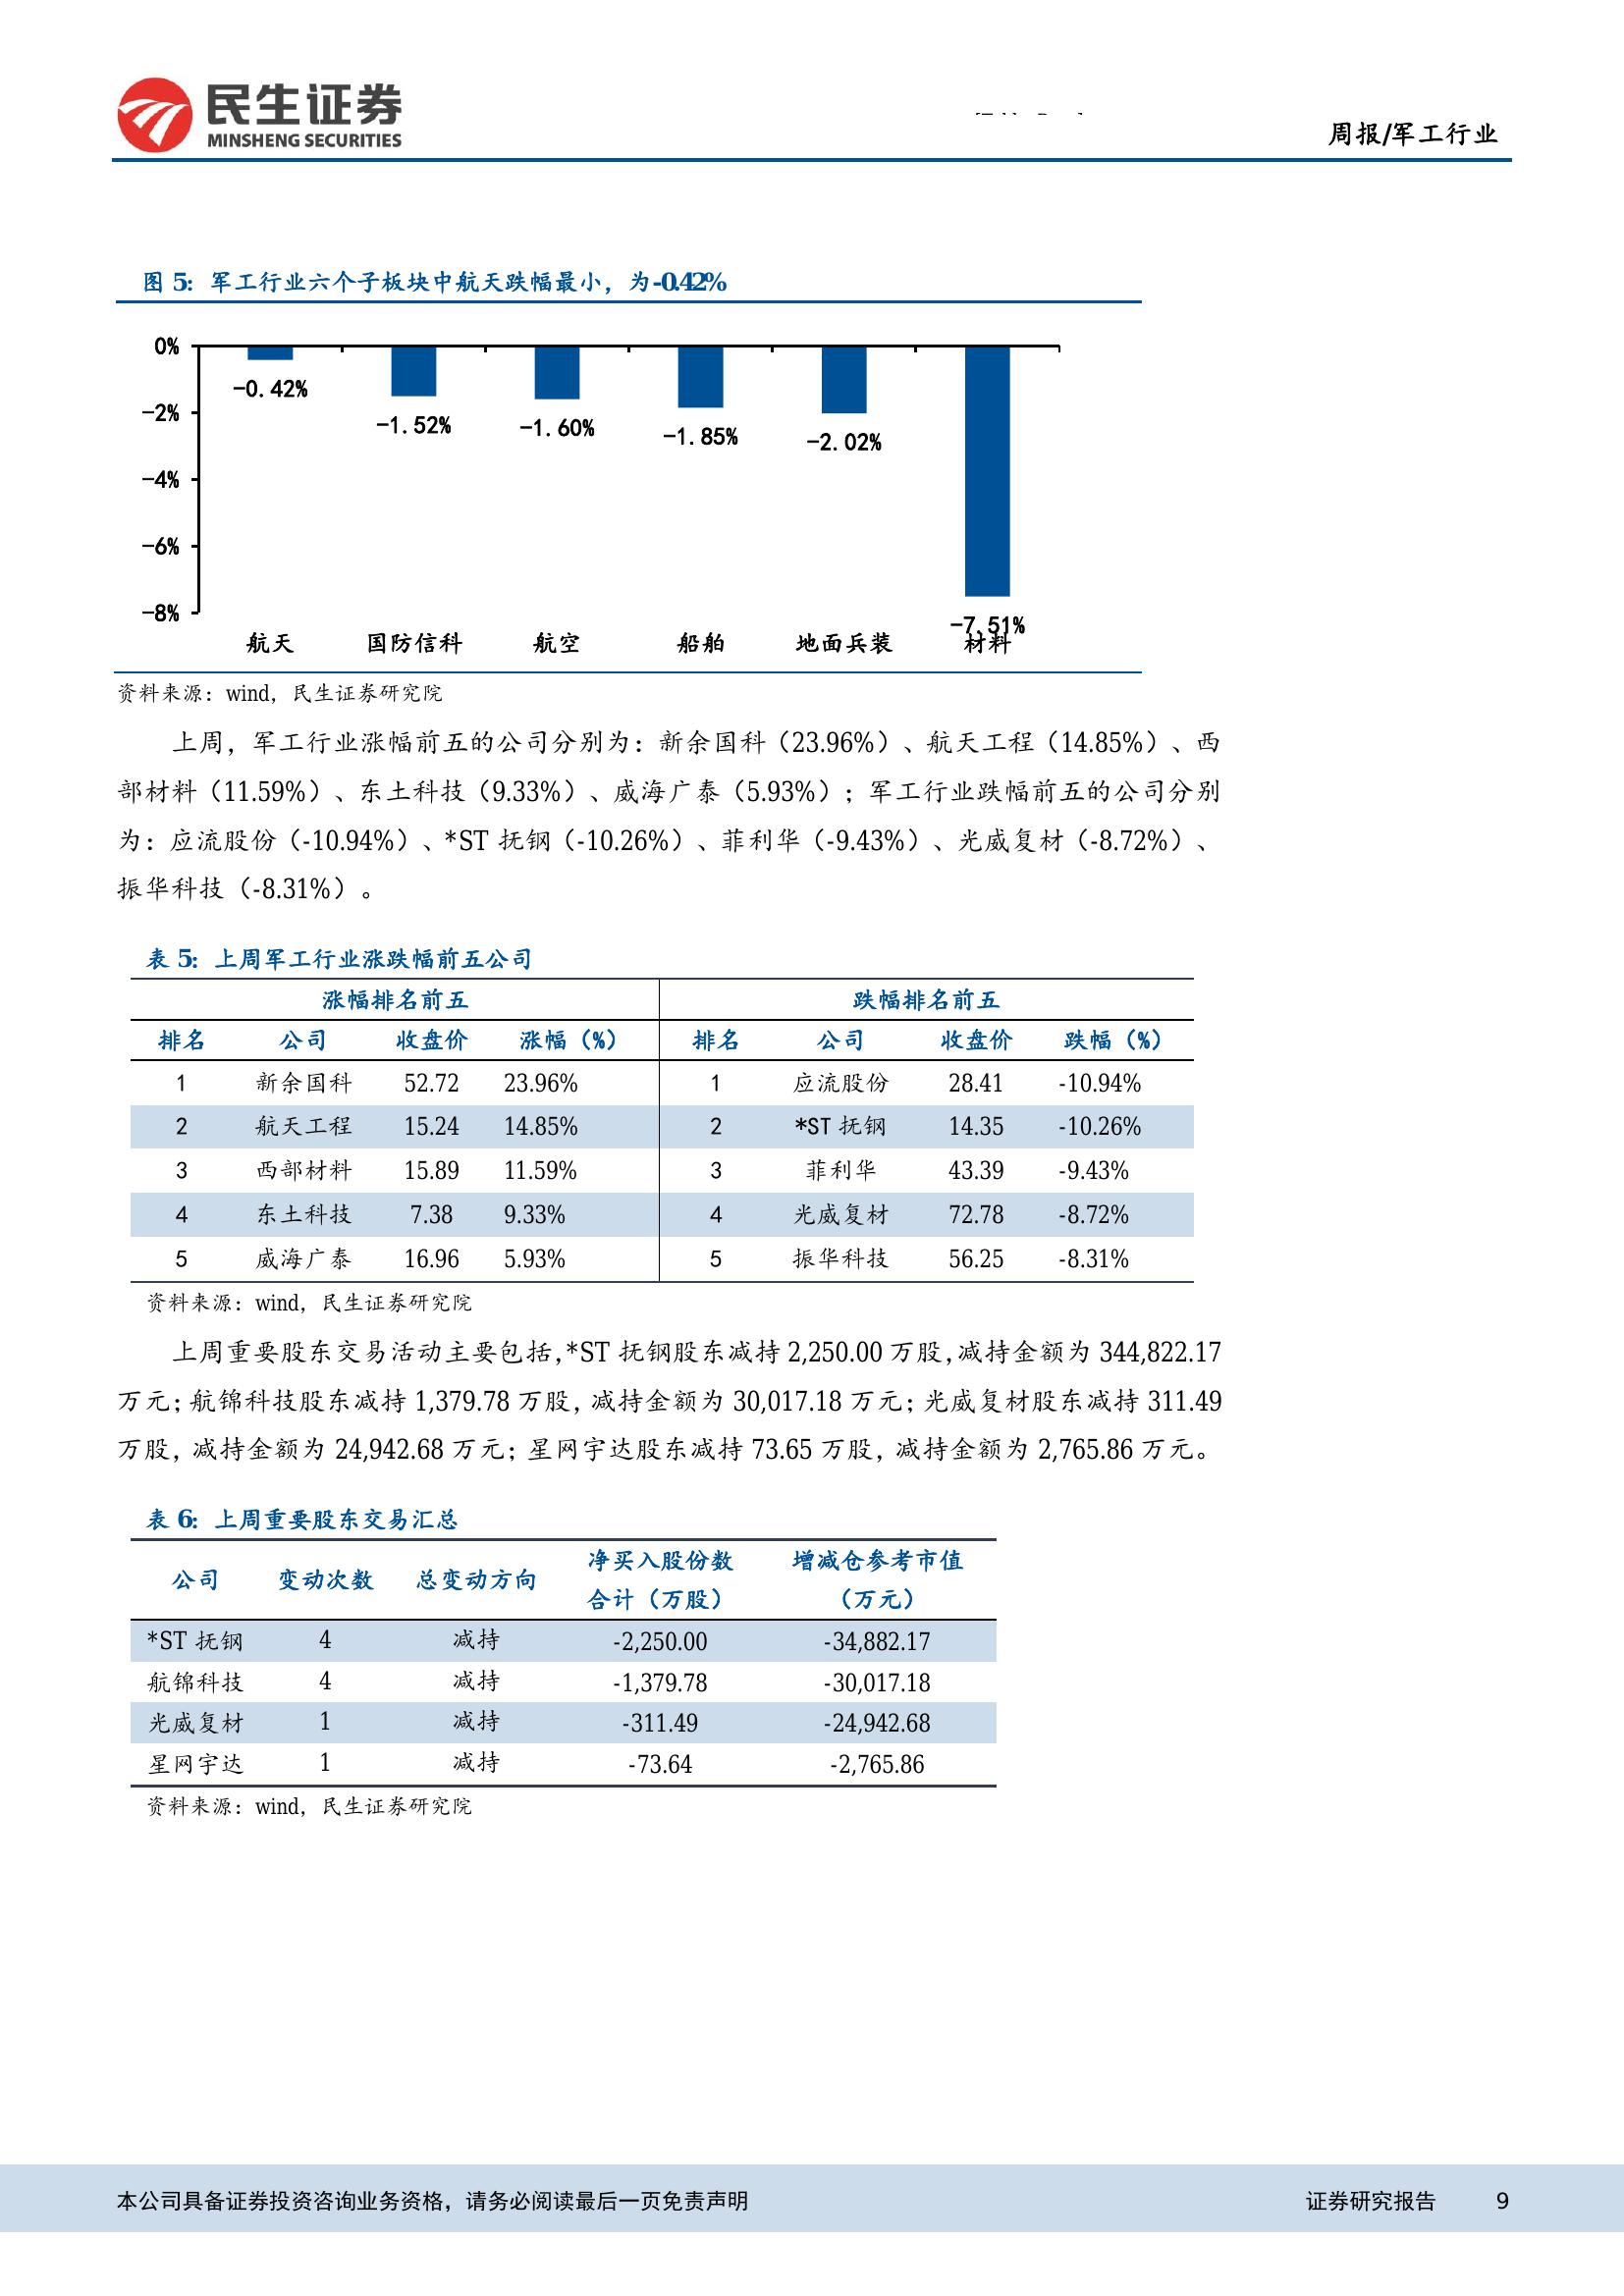 民生证券
MINSHENG SECURITIES
周报/军工行业
图 5：军工行业六个子板块中航天跌幅最小，为-0.42%
0%
-2%
-4%
-6%
-8%
-0.42%
-1.52%
-1.60%
-1.85%
-2.02%
-7.51%
航天 国防信科 航空 船舶 地面兵装 材料
资料来源：wind，民生证券研究院
上周，军工行业涨幅前五的公司分别为：新余国科（23.96%）、航天工程（14.85%）、西
部材料（11.59%）、东土科技（9.33%）、威海广泰（5.93%）；军工行业跌幅前五的公司分别
为：应流股份（-10.94%）、*ST 抚钢（-10.26%）、菲利华（-9.43%）、光威复材（-8.72%）、
振华科技（-8.31%）。
表 5：上周军工行业涨跌幅前五公司
涨幅排名前五 跌幅排名前五
排名 公司 收盘价 涨幅（%） 排名 公司 收盘价 跌幅（%）
1 新余国科 52.72 23.96% 1 应流股份 28.41 -10.94%
2 航天工程 15.24 14.85% 2 *ST 抚钢 14.35 -10.26%
3 西部材料 15.89 11.59% 3 菲利华 43.39 -9.43%
4 东土科技 7.38 9.33% 4 光威复材 72.78 -8.72%
5 威海广泰 16.96 5.93% 5 振华科技 56.25 -8.31%
资料来源：wind，民生证券研究院
上周重要股东交易活动主要包括，*ST 抚钢股东减持 2,250.00 万股，减持金额为 344,822.17
万元；航锦科技股东减持 1,379.78 万股，减持金额为 30,017.18 万元；光威复材股东减持 311.49
万股，减持金额为 24,942.68 万元；星网宇达股东减持 73.65 万股，减持金额为 2,765.86 万元。
表 6：上周重要股东交易汇总
公司 变动次数 总变动方向 净买入股份数 增减仓参考市值
合计（万股） （万元）
*ST 抚钢 4 减持 -2,250.00 -34,882.17
航锦科技 4 减持 -1,379.78 -30,017.18
光威复材 1 减持 -311.49 -24,942.68
星网宇达 1 减持 -73.64 -2,765.86
资料来源：wind，民生证券研究院
本公司具备证券投资咨询业务资格，请务必阅读最后一页免责声明 证券研究报告 9